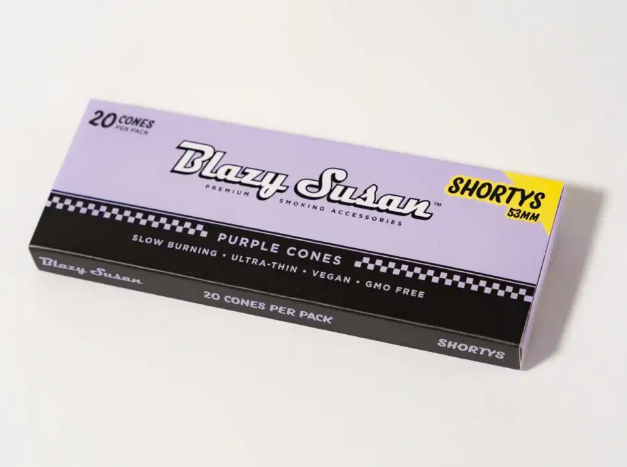 20 CONES
PER PACK
Blazy Susan™
PREMIUM SMOKING ACCESSORIES
SHORTYS
53MM
PURPLE CONES
SLOW BURNING • ULTRA-THIN • VEGAN • GMO FREE
Blazy Susan
20 CONES PER PACK
SHORTYS